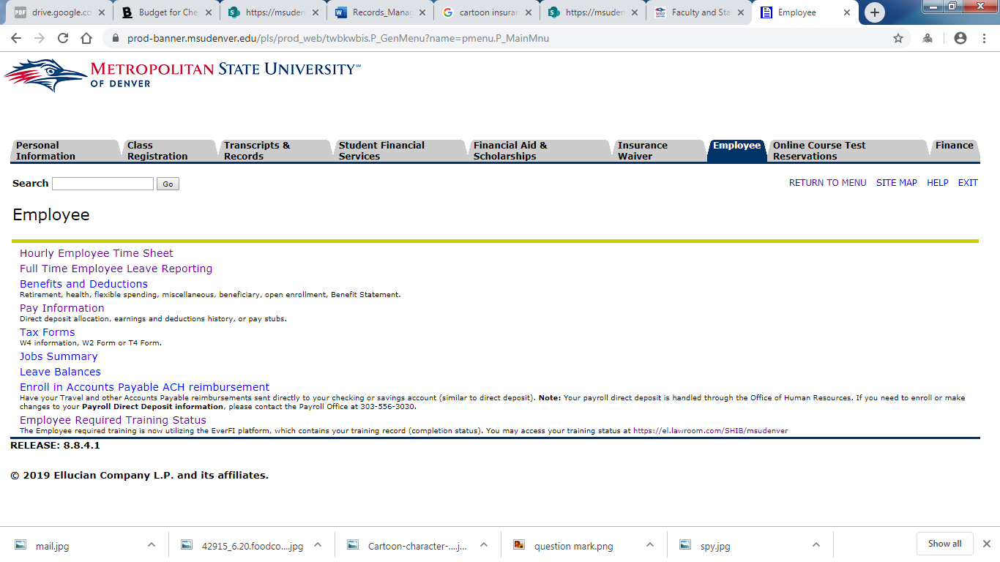 drive.google.co
Budget for Che
https://msuden
Records_Manag
cartoon insuran
https://msuden
Faculty and Sta
Employee
prod-banner.msudenver.edu/pls/prod_web/twbkwbis.P_GenMenu?name=pmenu.P_MainMnu
METROPOLITAN STATE UNIVERSITY℠
OF DENVER
Personal Information
Class Registration
Transcripts & Records
Student Financial Services
Financial Aid & Scholarships
Insurance Waiver
Employee
Online Course Test Reservations
Finance
Search Go
RETURN TO MENU SITE MAP HELP EXIT
Employee
Hourly Employee Time Sheet
Full Time Employee Leave Reporting
Benefits and Deductions
Retirement, health, flexible spending, miscellaneous, beneficiary, open enrollment, Benefit Statement.
Pay Information
Direct deposit allocation, earnings and deductions history, or pay stubs.
Tax Forms
W4 information, W2 Form or T4 Form.
Jobs Summary
Leave Balances
Enroll in Accounts Payable ACH reimbursement
Have your Travel and other Accounts Payable reimbursements sent directly to your checking or savings account (similar to direct deposit). Note: Your payroll direct deposit is handled through the Office of Human Resources. If you need to enroll or make
changes to your Payroll Direct Deposit information, please contact the Payroll Office at 303-556-3030.
Employee Required Training Status
The Employee required training is now utilizing the EverFI platform, which contains your training record (completion status). You may access your training status at https://el.lawroom.com/SHIB/msudenver
RELEASE: 8.8.4.1
© 2019 Ellucian Company L.P. and its affiliates.
mail.jpg
42915_6.20.foodco....jpg
Cartoon-character-....j...
question mark.png
spy.jpg
Show all